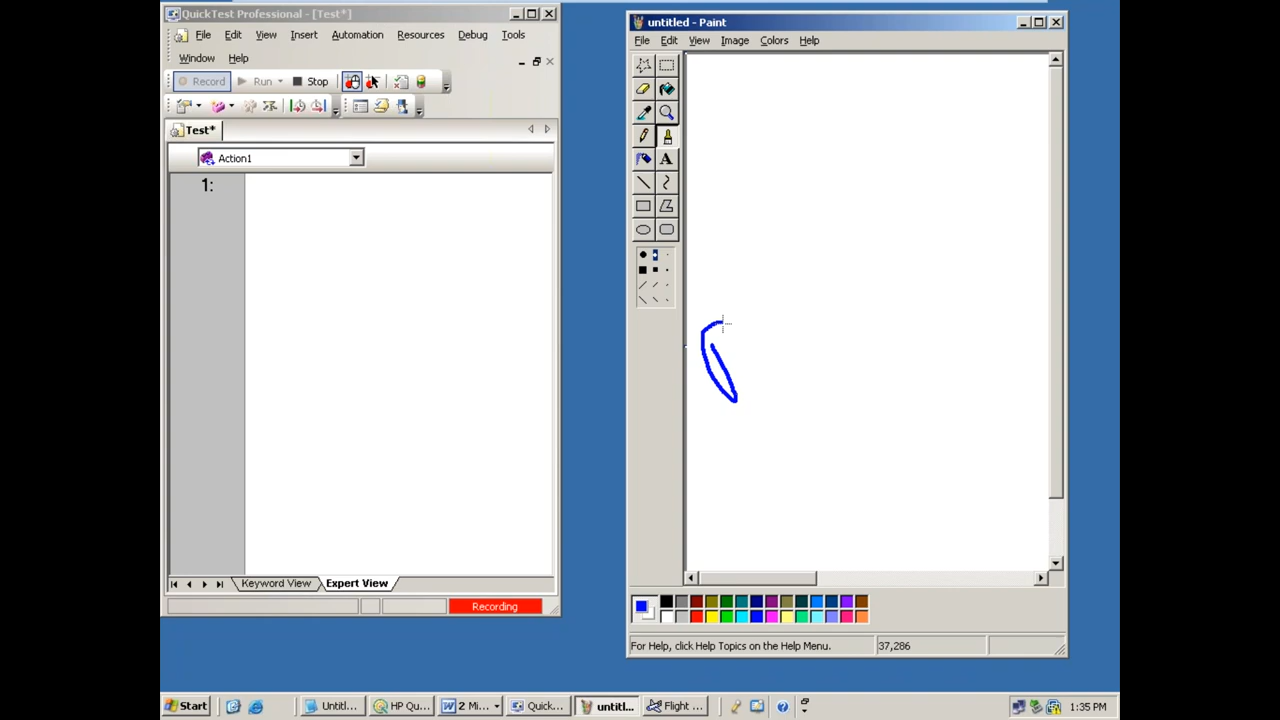 QuickTest Professional - [Test*]
File Edit View Insert Automation Resources Debug Tools
Window Help
Record Run Stop
Test*
Action1
1:
Keyword View Expert View
Recording
untitled - Paint
File Edit View Image Colors Help
A
For Help, click Help Topics on the Help Menu. 37,286
Start Untitl... HP Qu... 2 Mi... Quick... untitl... Flight ... 1:35 PM